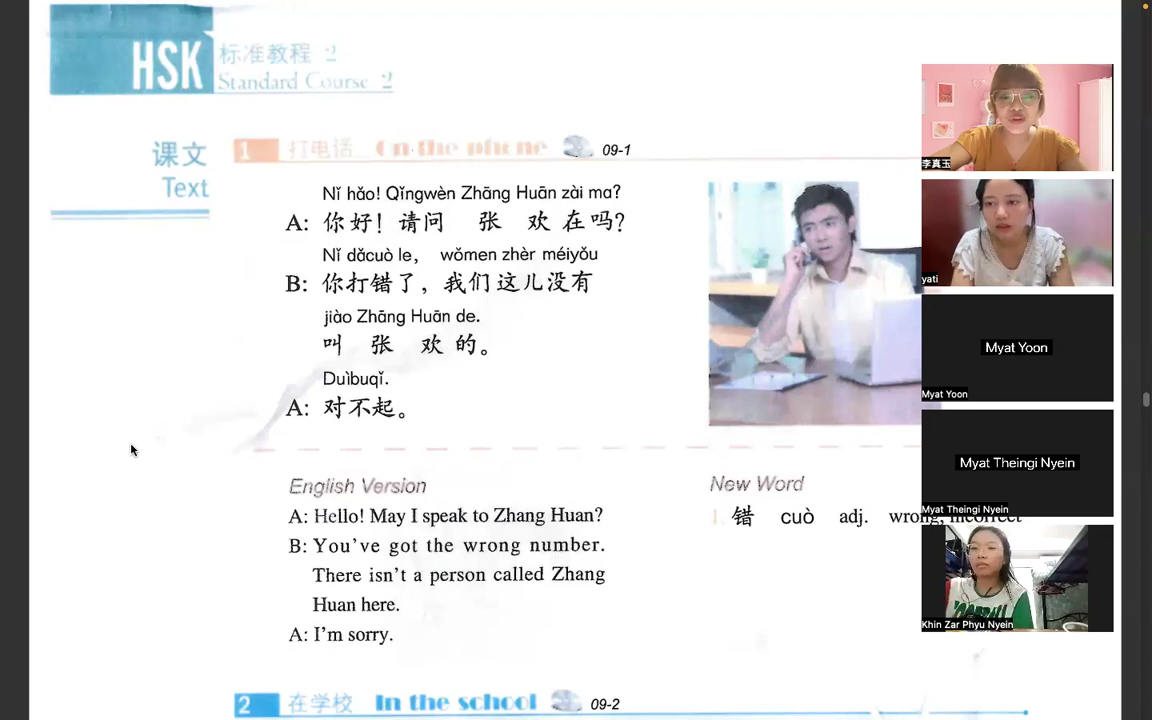 HSK
标准教程 2
Standard Course 2
课文
Text
1 打电话 On the phone 09-1
Nǐ hǎo! Qǐngwèn Zhāng Huān zài ma?
A: 你好！请问 张 欢 在吗？
Nǐ dǎcuò le, wǒmen zhèr méiyǒu
B: 你打错了，我们这儿没有
jiào Zhāng Huān de.
叫 张 欢 的。
Duìbuqǐ.
A: 对不起。
English Version
A: Hello! May I speak to Zhang Huan?
B: You've got the wrong number.
There isn't a person called Zhang
Huan here.
A: I'm sorry.
New Word
1. 错 cuò adj. wrong, incorrect
2 在学校 In the school 09-2
李真玉
yati
Myat Yoon
Myat Yoon
Myat Theingi Nyein
Myat Theingi Nyein
Khin Zar Phyu Nyein